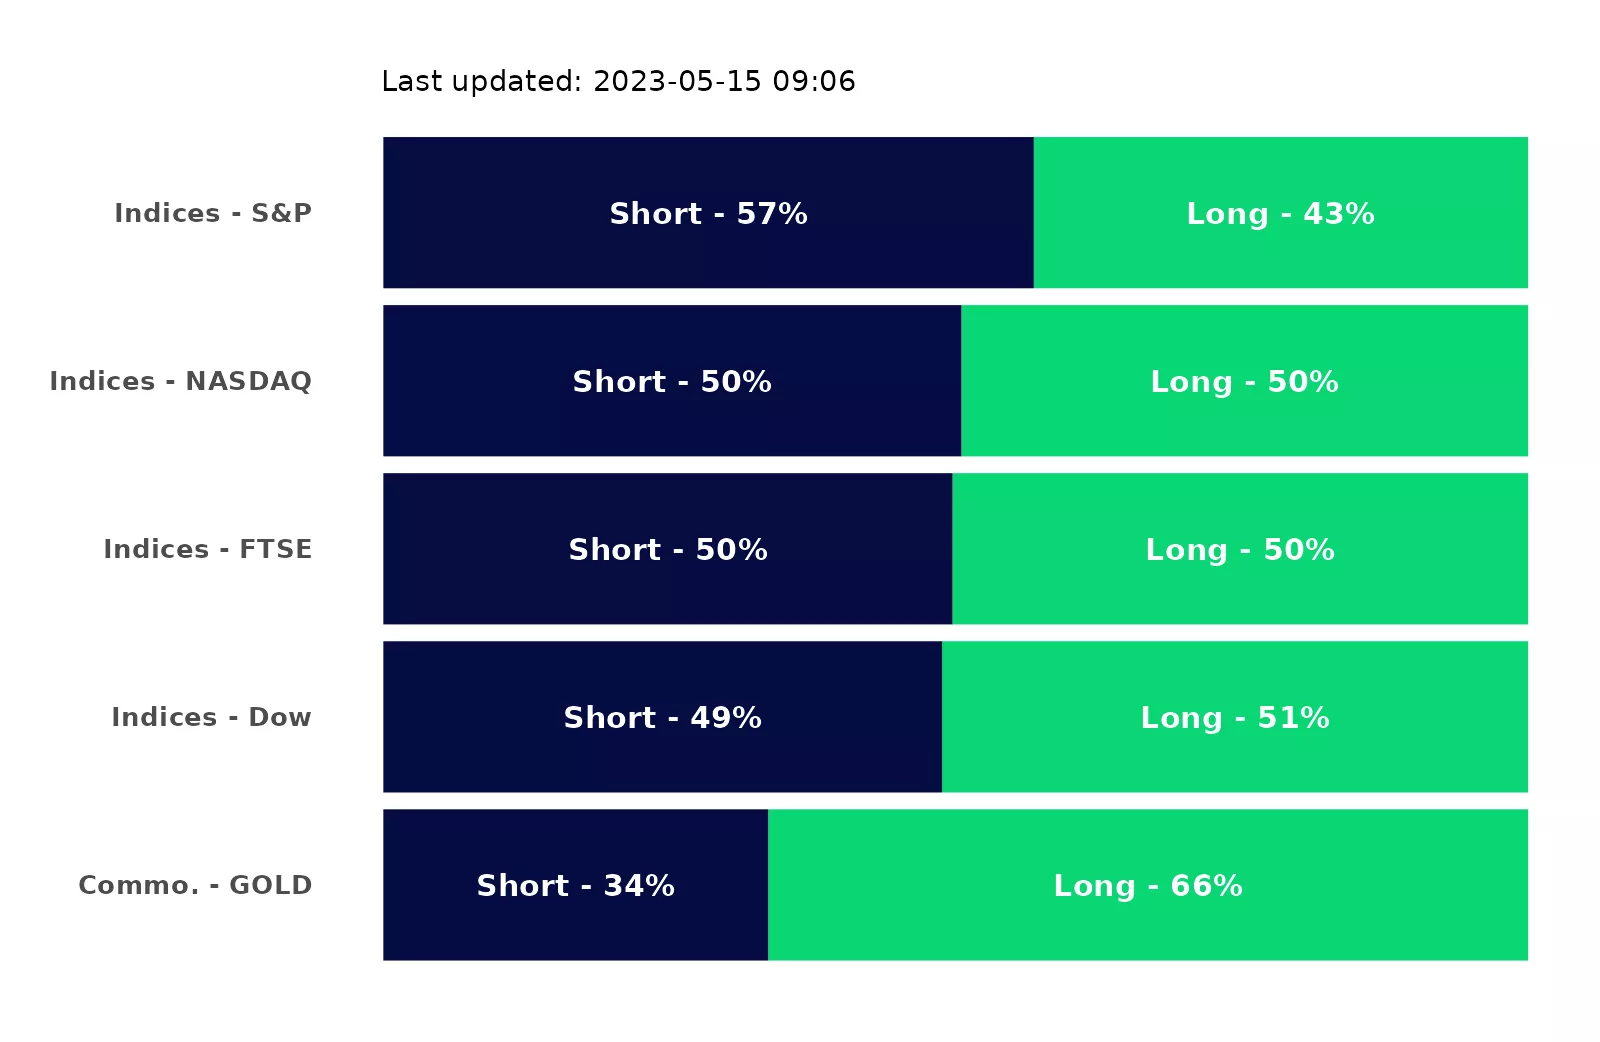 Last updated: 2023-05-15 09:06
Indices - S&P Short - 57% Long - 43%
Indices - NASDAQ Short - 50% Long - 50%
Indices - FTSE Short - 50% Long - 50%
Indices - Dow Short - 49% Long - 51%
Commo. - GOLD Short - 34% Long - 66%